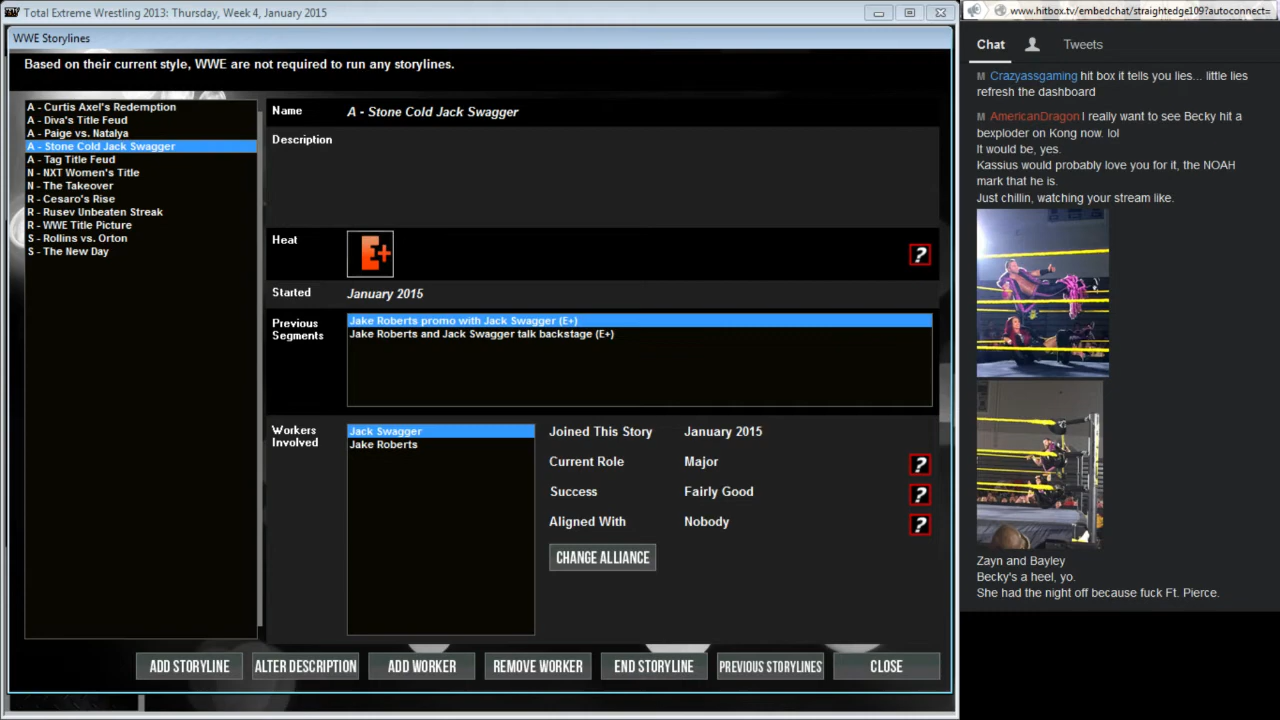 Total Extreme Wrestling 2013: Thursday, Week 4, January 2015
WWE Storylines
Based on their current style, WWE are not required to run any storylines.
A - Curtis Axel's Redemption
A - Diva's Title Feud
A - Paige vs. Natalya
A - Stone Cold Jack Swagger
A - Tag Title Feud
N - NXT Women's Title
N - The Takeover
R - Cesaro's Rise
R - Rusev Unbeaten Streak
R - WWE Title Picture
S - Rollins vs. Orton
S - The New Day
Name
A - Stone Cold Jack Swagger
Description
Heat
E+
?
Started
January 2015
Previous
Segments
Jake Roberts promo with Jack Swagger (E+)
Jake Roberts and Jack Swagger talk backstage (E+)
Workers
Involved
Jack Swagger
Jake Roberts
Joined This Story
January 2015
Current Role
Major
?
Success
Fairly Good
?
Aligned With
Nobody
?
CHANGE ALLIANCE
ADD STORYLINE
ALTER DESCRIPTION
ADD WORKER
REMOVE WORKER
END STORYLINE
PREVIOUS STORYLINES
CLOSE
www.hitbox.tv/embedchat/straightedge109?autoconnect=
Chat
Tweets
M Crazyassgaming hit box it tells you lies... little lies
refresh the dashboard
M AmericanDragon I really want to see Becky hit a
bexploder on Kong now. lol
It would be, yes.
Kassius would probably love you for it, the NOAH
mark that he is.
Just chillin, watching your stream like.
Zayn and Bayley
Becky's a heel, yo.
She had the night off because fuck Ft. Pierce.